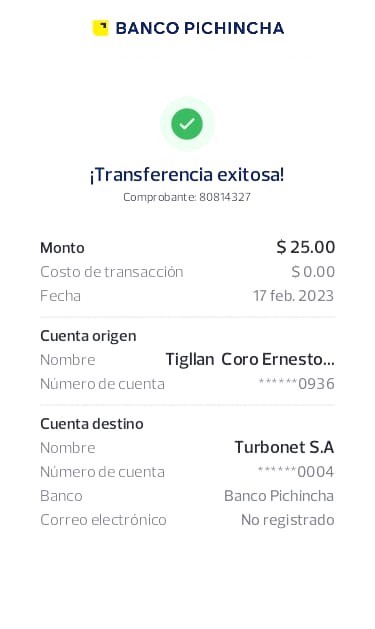 BANCO PICHINCHA
¡Transferencia exitosa!
Comprobante: 80814327
Monto $ 25.00
Costo de transacción $ 0.00
Fecha 17 feb. 2023
Cuenta origen
Nombre Tigllan Coro Ernesto...
Número de cuenta ******0936
Cuenta destino
Nombre Turbonet S.A
Número de cuenta ******0004
Banco Banco Pichincha
Correo electrónico No registrado